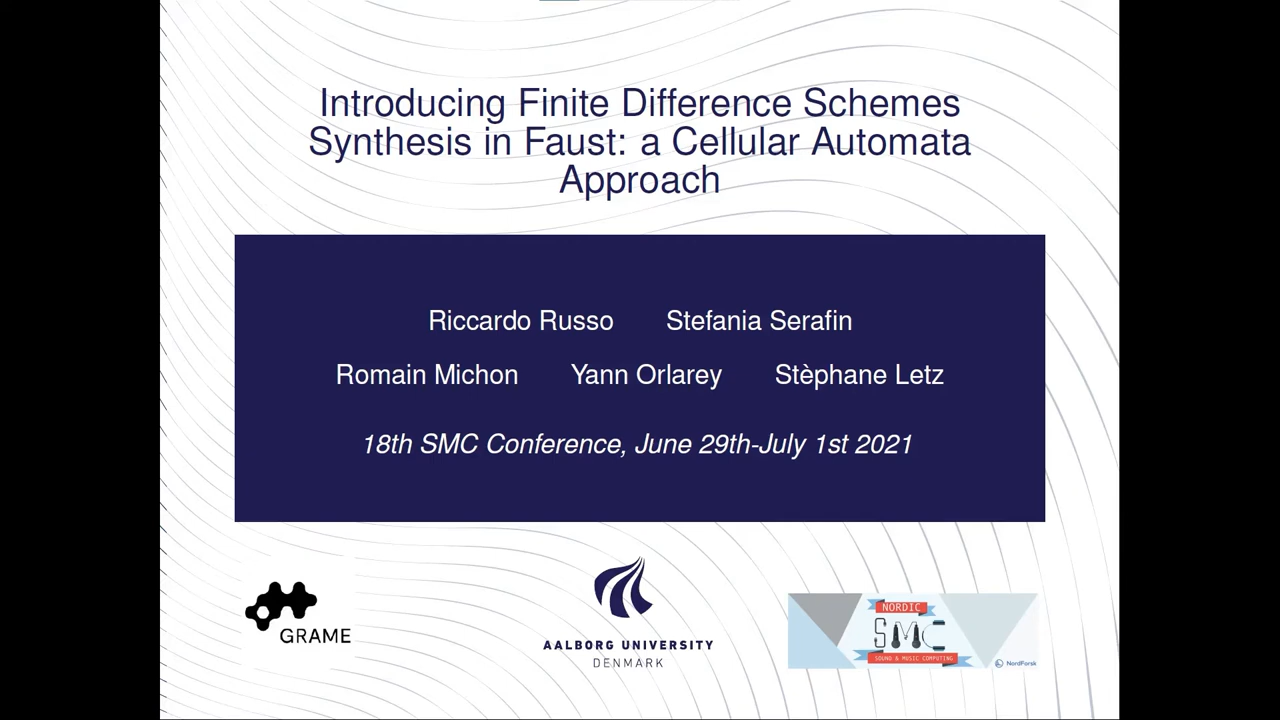 Introducing Finite Difference Schemes
Synthesis in Faust: a Cellular Automata
Approach
Riccardo Russo Stefania Serafin
Romain Michon Yann Orlarey Stèphane Letz
18th SMC Conference, June 29th-July 1st 2021
GRAME
AALBORG UNIVERSITY
DENMARK
NORDIC
SMC
SOUND & MUSIC COMPUTING
NordForsk